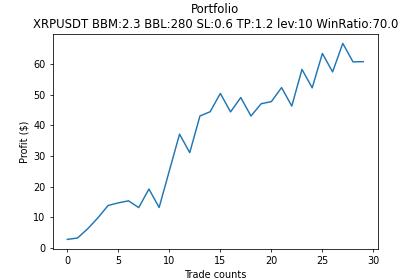 Portfolio
XRPUSDT BBM:2.3 BBL:280 SL:0.6 TP:1.2 lev:10 WinRatio:70.0
60
50
40
30
20
10
0
Profit ($)
0 5 10 15 20 25 30
Trade counts